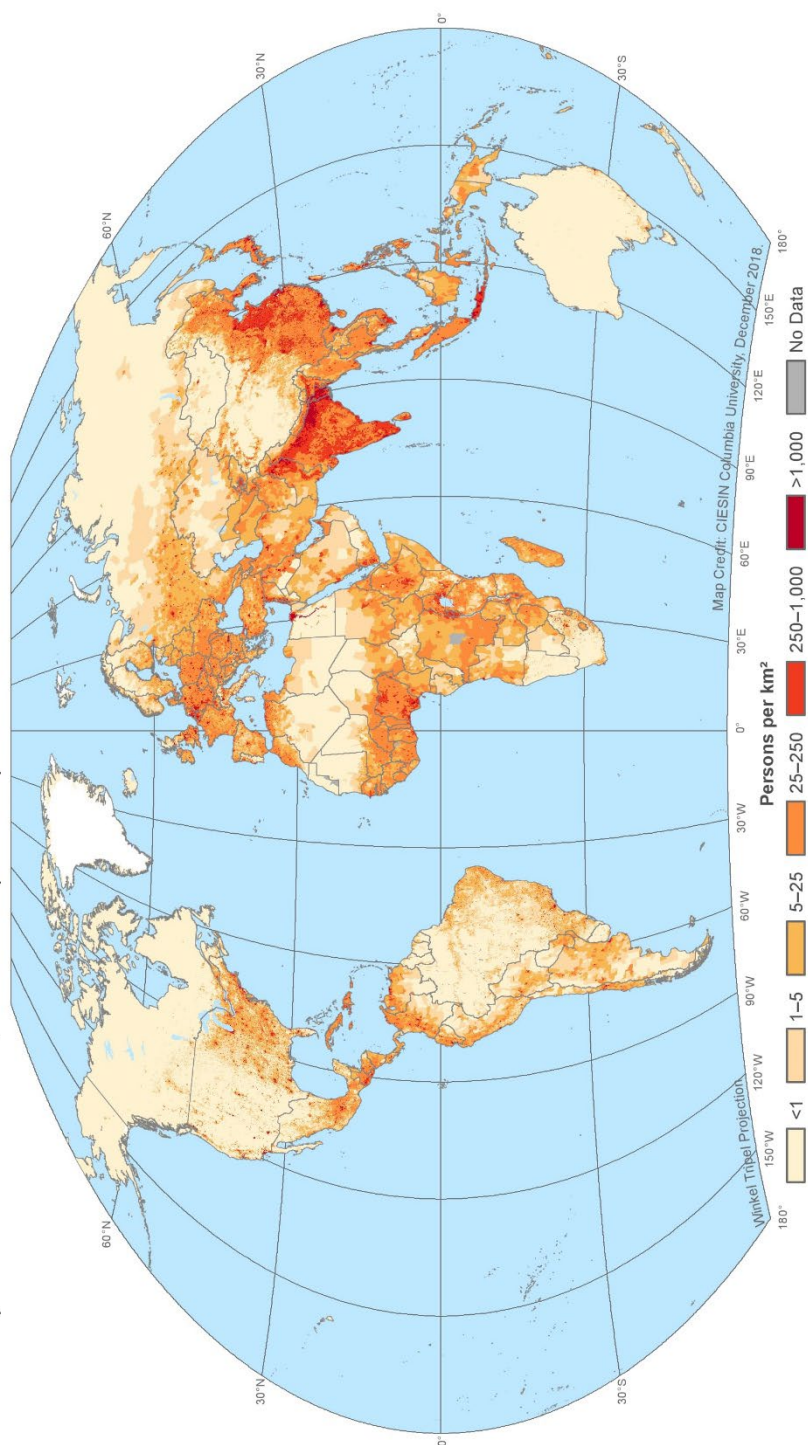 60°N
30°N
0°
30°S
180°
150°W
120°W
90°W
60°W
30°W
0°
30°E
60°E
90°E
120°E
150°E
180°
30°S
0°
30°N
60°N
Winkel Tripel Projection
Map Credit: CIESIN Columbia University, December 2018.
Persons per km²
<1
1–5
5–25
25–250
250–1,000
>1,000
No Data